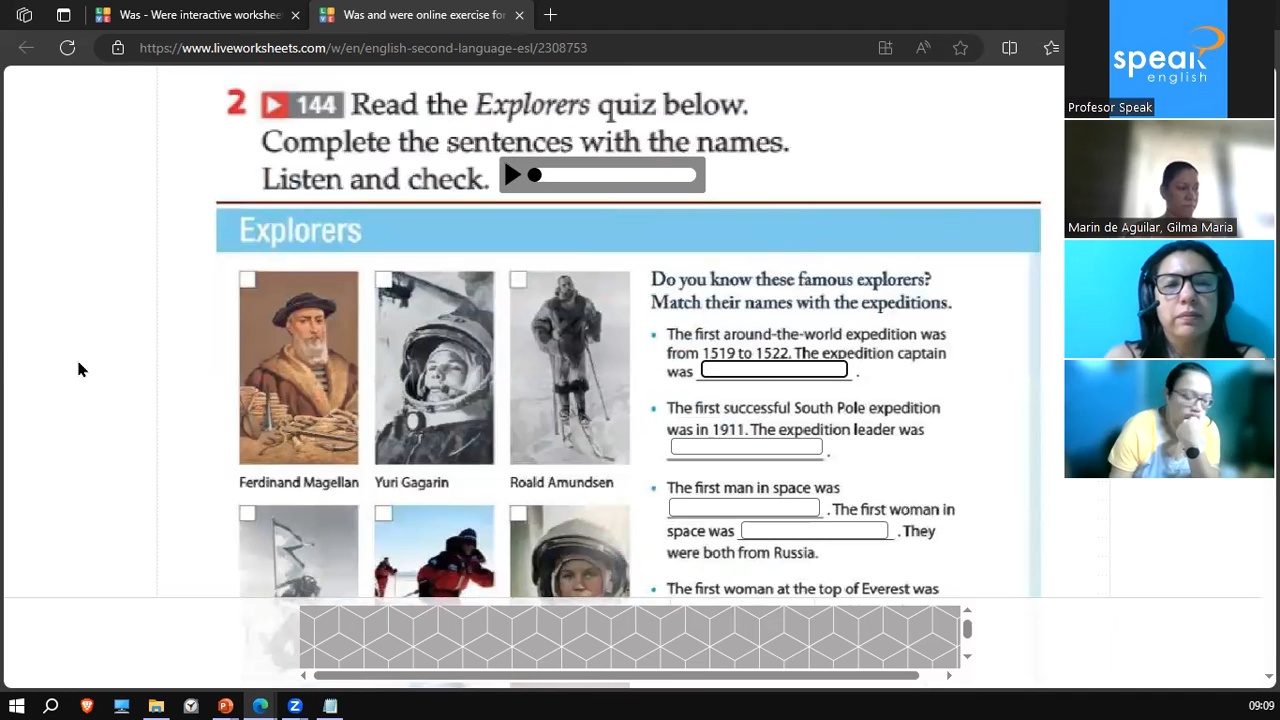 Was - Were interactive workshee
Was and were online exercise for
https://www.liveworksheets.com/w/en/english-second-language-esl/2308753
2 144 Read the Explorers quiz below.
Complete the sentences with the names.
Listen and check.
Explorers
Ferdinand Magellan
Yuri Gagarin
Roald Amundsen
Do you know these famous explorers?
Match their names with the expeditions.
• The first around-the-world expedition was
from 1519 to 1522. The expedition captain
was .
• The first successful South Pole expedition
was in 1911. The expedition leader was
.
• The first man in space was
. The first woman in
space was . They
were both from Russia.
The first woman at the top of Everest was
speak
english
Profesor Speak
Marin de Aguilar, Gilma Maria
09:09